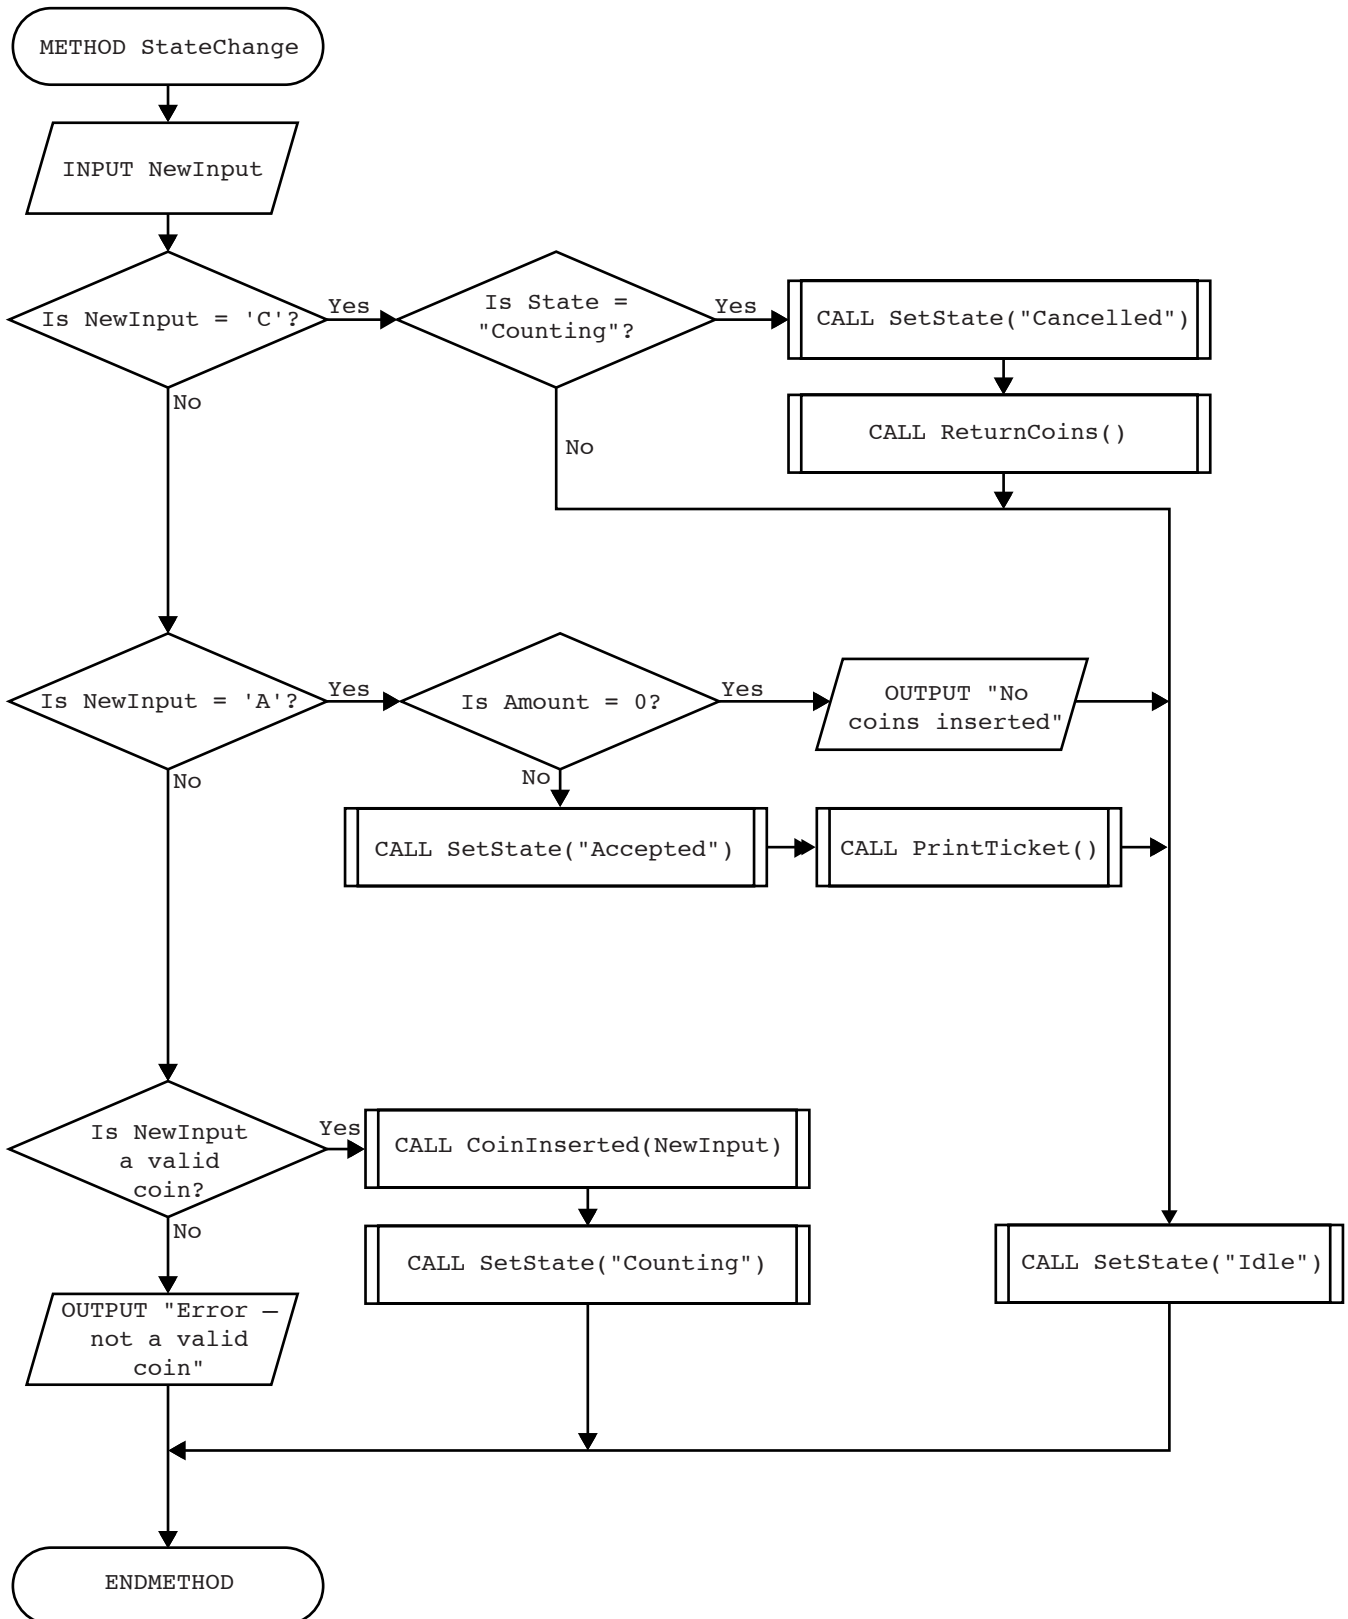 METHOD StateChange
INPUT NewInput
Is NewInput = 'C'?
Yes
Is State =
"Counting"?
Yes
CALL SetState("Cancelled")
No
CALL ReturnCoins()
No
Is NewInput = 'A'?
Yes
Is Amount = 0?
Yes
OUTPUT "No
coins inserted"
No
No
CALL SetState("Accepted")
CALL PrintTicket()
Is NewInput
a valid
coin?
Yes
CALL CoinInserted(NewInput)
No
CALL SetState("Counting")
CALL SetState("Idle")
OUTPUT "Error –
not a valid
coin"
ENDMETHOD